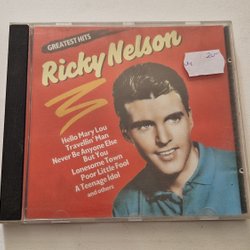 GREATEST HITS
Ricky Nelson
Hello Mary Lou
Travellin' Man
Never Be Anyone Else
But You
Lonesome Town
Poor Little Fool
A Teenage Idol
and others